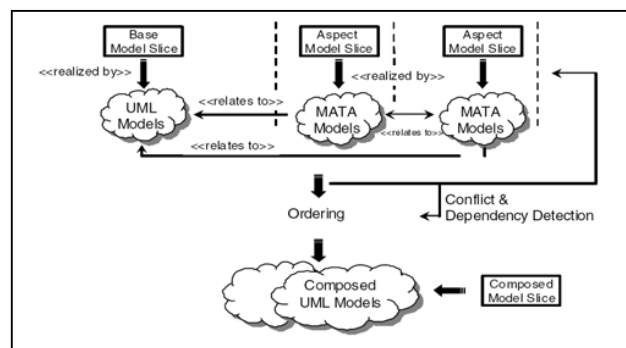 Base
Model Slice
Aspect
Model Slice
Aspect
Model Slice
<<realized by>>
<<realized by>>
UML
Models
<<relates to>>
MATA
Models
<<relates to>>
MATA
Models
<<relates to>>
Ordering
Conflict &
Dependency Detection
Composed
UML Models
Composed
Model Slice